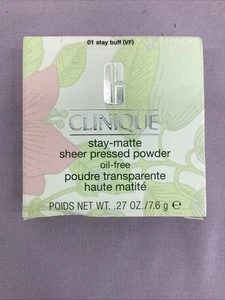 01 stay buff (VF)
CLINIQUE
stay-matte
sheer pressed powder
oil-free
poudre transparente
haute matité
POIDS NET WT. .27 OZ./7.6 g ℮